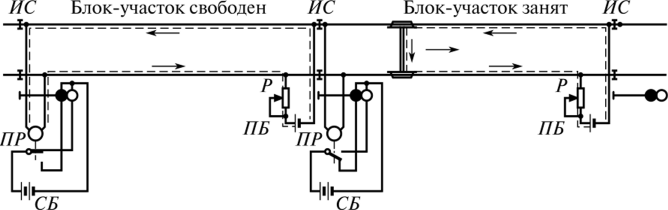 ИС Блок-участок свободен ИС Блок-участок занят ИС
Р Р
ПБ ПБ
ПР ПР
СБ СБ